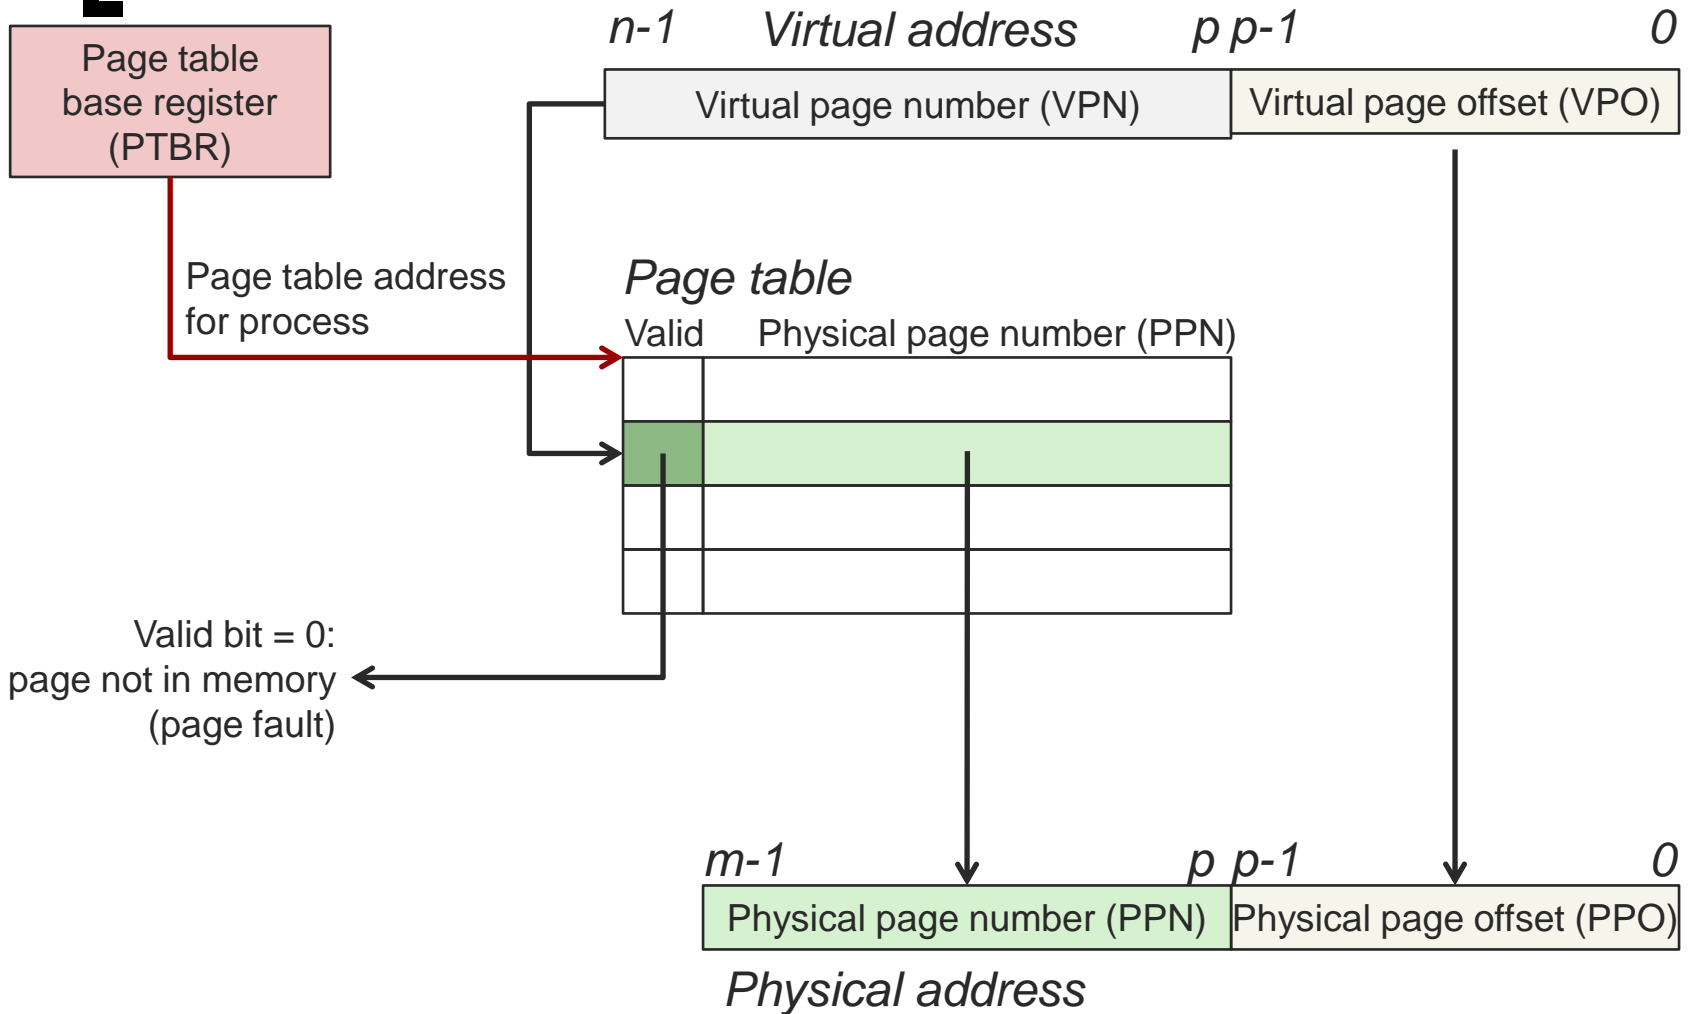 n-1 Virtual address p p-1 0
Page table
base register
(PTBR)
Virtual page number (VPN) Virtual page offset (VPO)
Page table address
for process
Page table
Valid Physical page number (PPN)
Valid bit = 0:
page not in memory
(page fault)
m-1 p p-1 0
Physical page number (PPN) Physical page offset (PPO)
Physical address